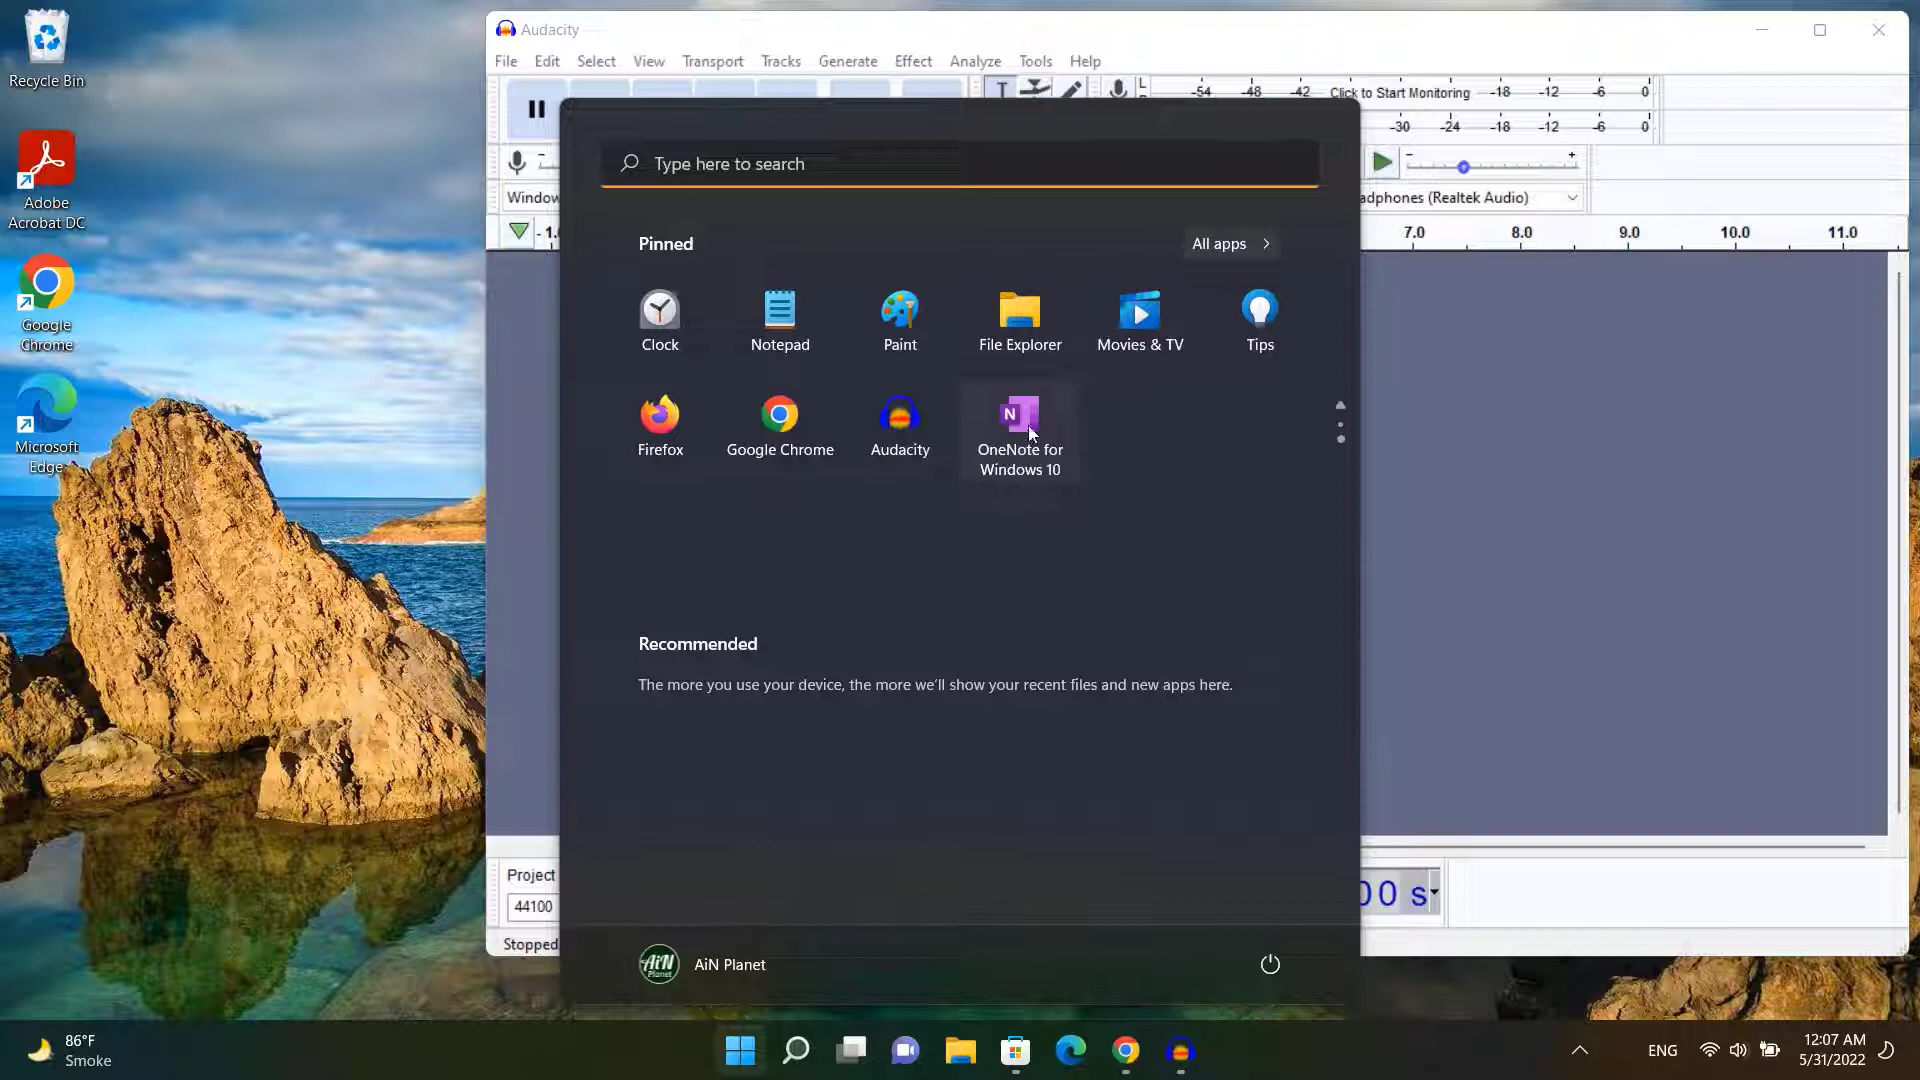 Recycle Bin
Adobe
Acrobat DC
Google
Chrome
Microsoft
Edge
Audacity
File Edit Select View Transport Tracks Generate Effect Analyze Tools Help
L
-54 -48 -42 Click to Start Monitoring -18 -12 -6 0
-30 -24 -18 -12 -6 0
- - +
adphones (Realtek Audio)
7.0 8.0 9.0 10.0 11.0
Type here to search
Pinned
All apps
Clock
Notepad
Paint
File Explorer
Movies & TV
Tips
Firefox
Google Chrome
Audacity
OneNote for
Windows 10
Recommended
The more you use your device, the more we'll show your recent files and new apps here.
Project
44100
00 s
Stopped
AiN Planet
AiN Planet
86°F
Smoke
ENG
12:07 AM
5/31/2022